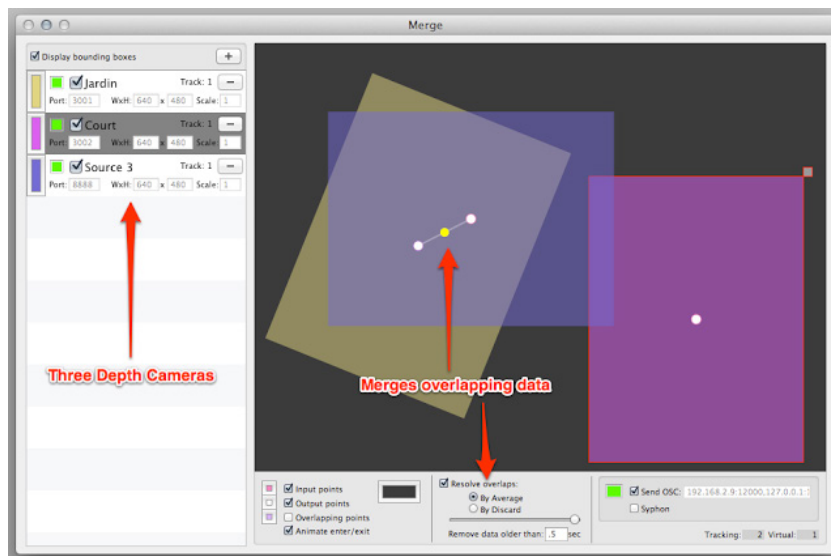 Merge
Display bounding boxes
+
Jardin Track: 1 −
Port: 3001 WxH: 640 x 480 Scale: 1
Court Track: 1 −
Port: 3002 WxH: 640 x 480 Scale: 1
Source 3 Track: 1 −
Port: 8888 WxH: 640 x 480 Scale: 1
Three Depth Cameras
Merges overlapping data
Input points
Output points
Overlapping points
Animate enter/exit
Resolve overlaps:
By Average
By Discard
Remove data older than: .5 sec
Send OSC: 192.168.2.9:12000,127.0.0.1:
Syphon
Tracking: 2 Virtual: 1